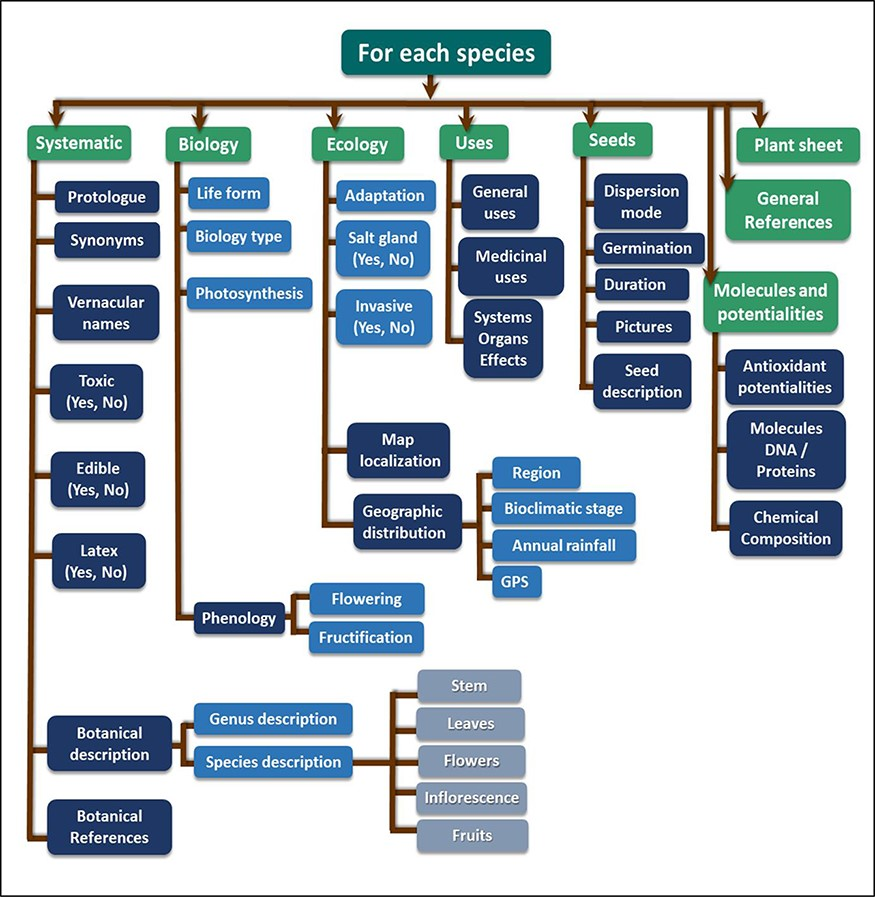 For each species
Systematic
Biology
Ecology
Uses
Seeds
Plant sheet
General
References
Molecules and
potentialities
Protologue
Synonyms
Vernacular
names
Toxic
(Yes, No)
Edible
(Yes, No)
Latex
(Yes, No)
Botanical
description
Genus description
Species description
Stem
Leaves
Flowers
Inflorescence
Fruits
Botanical
References
Life form
Biology type
Photosynthesis
Phenology
Flowering
Fructification
Adaptation
Salt gland
(Yes, No)
Invasive
(Yes, No)
Map
localization
Geographic
distribution
Region
Bioclimatic stage
Annual rainfall
GPS
General
uses
Medicinal
uses
Systems
Organs
Effects
Dispersion
mode
Germination
Duration
Pictures
Seed
description
Antioxidant
potentialities
Molecules
DNA /
Proteins
Chemical
Composition